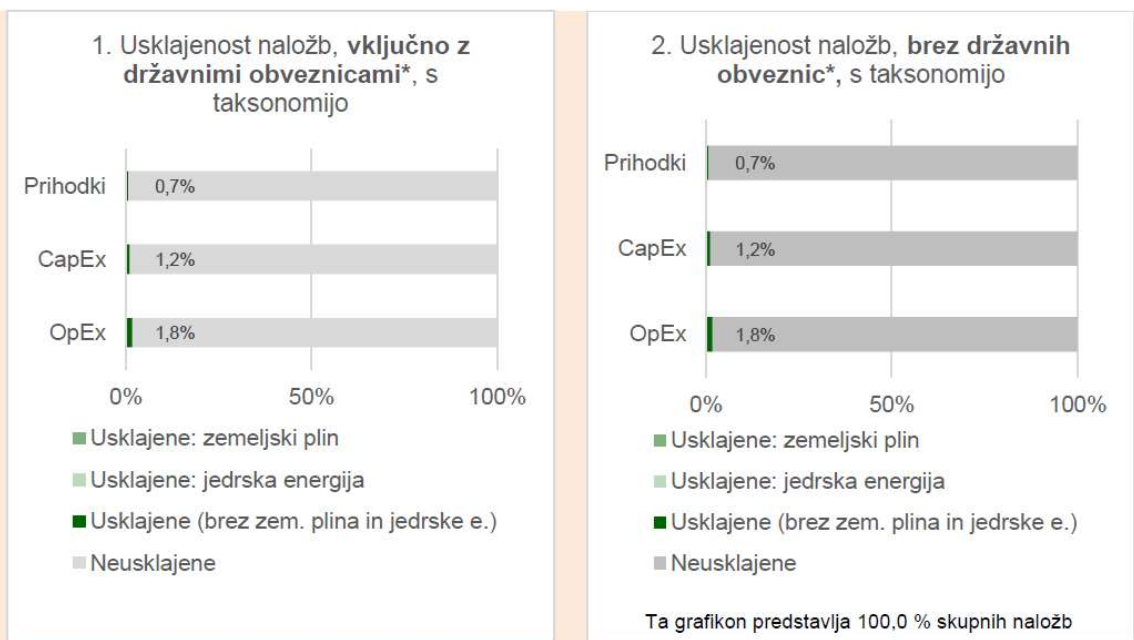 1. Usklajenost naložb, vključno z
državnimi obveznicami*, s
taksonomijo
Prihodki
0,7%
CapEx
1,2%
OpEx
1,8%
0%
50%
100%
Usklajene: zemeljski plin
Usklajene: jedrska energija
Usklajene (brez zem. plina in jedrske e.)
Neusklajene
2. Usklajenost naložb, brez državnih
obveznic*, s taksonomijo
Prihodki
0,7%
CapEx
1,2%
OpEx
1,8%
0%
50%
100%
Usklajene: zemeljski plin
Usklajene: jedrska energija
Usklajene (brez zem. plina in jedrske e.)
Neusklajene
Ta grafikon predstavlja 100,0 % skupnih naložb